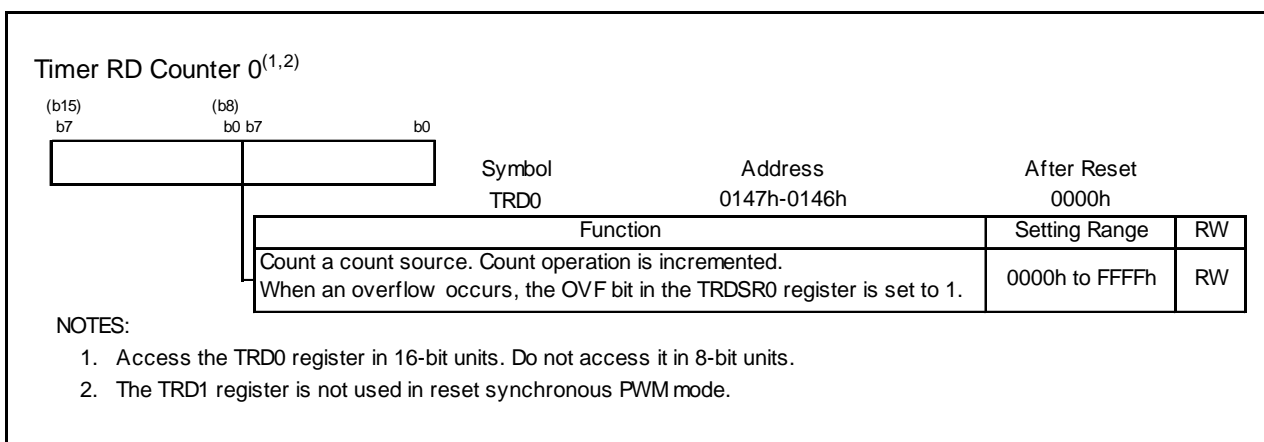 Timer RD Counter 0(1,2)
(b15) (b8)
b7 b0 b7 b0
Symbol Address After Reset
TRD0 0147h-0146h 0000h
Function Setting Range RW
Count a count source. Count operation is incremented.
When an overflow occurs, the OVF bit in the TRDSR0 register is set to 1.
0000h to FFFFh RW
NOTES:
1. Access the TRD0 register in 16-bit units. Do not access it in 8-bit units.
2. The TRD1 register is not used in reset synchronous PWM mode.